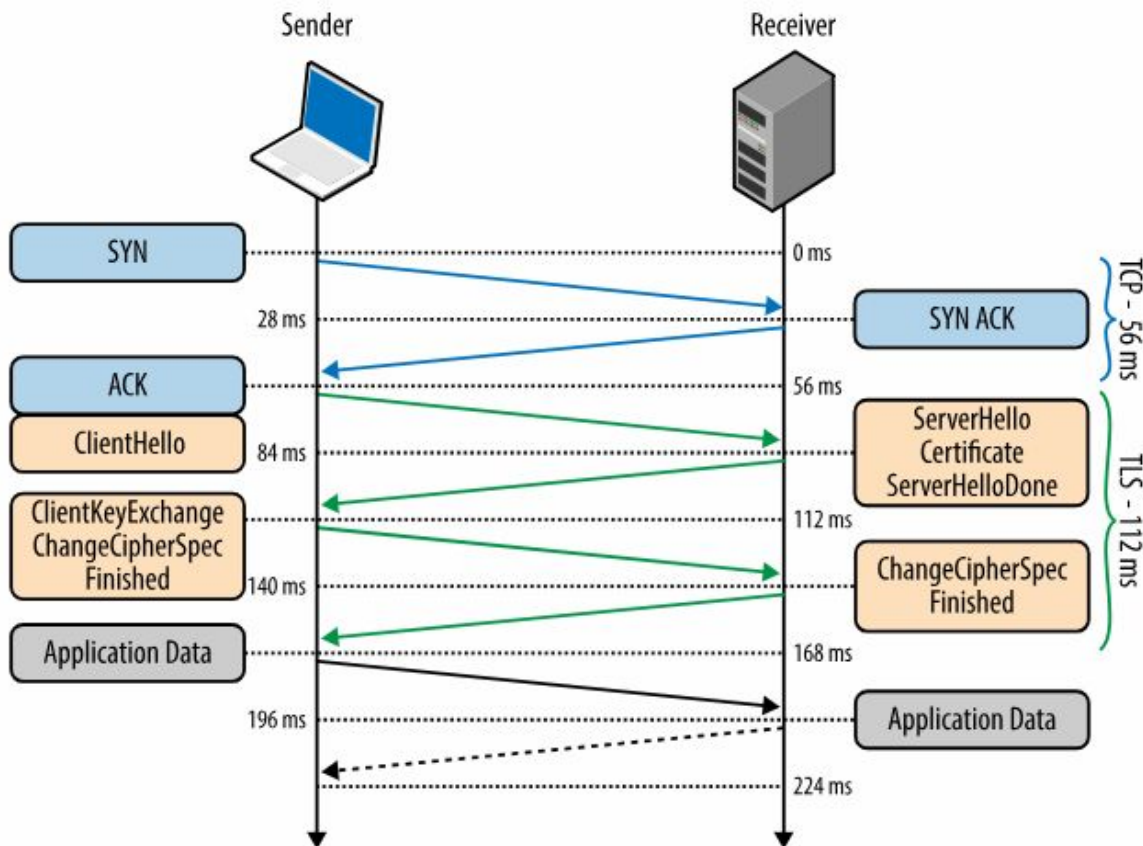 Sender
Receiver
SYN
0 ms
28 ms
SYN ACK
TCP - 56 ms
ACK
56 ms
ClientHello
84 ms
ServerHello
Certificate
ServerHelloDone
TLS - 112 ms
ClientKeyExchange
ChangeCipherSpec
Finished
112 ms
140 ms
ChangeCipherSpec
Finished
Application Data
168 ms
196 ms
Application Data
224 ms